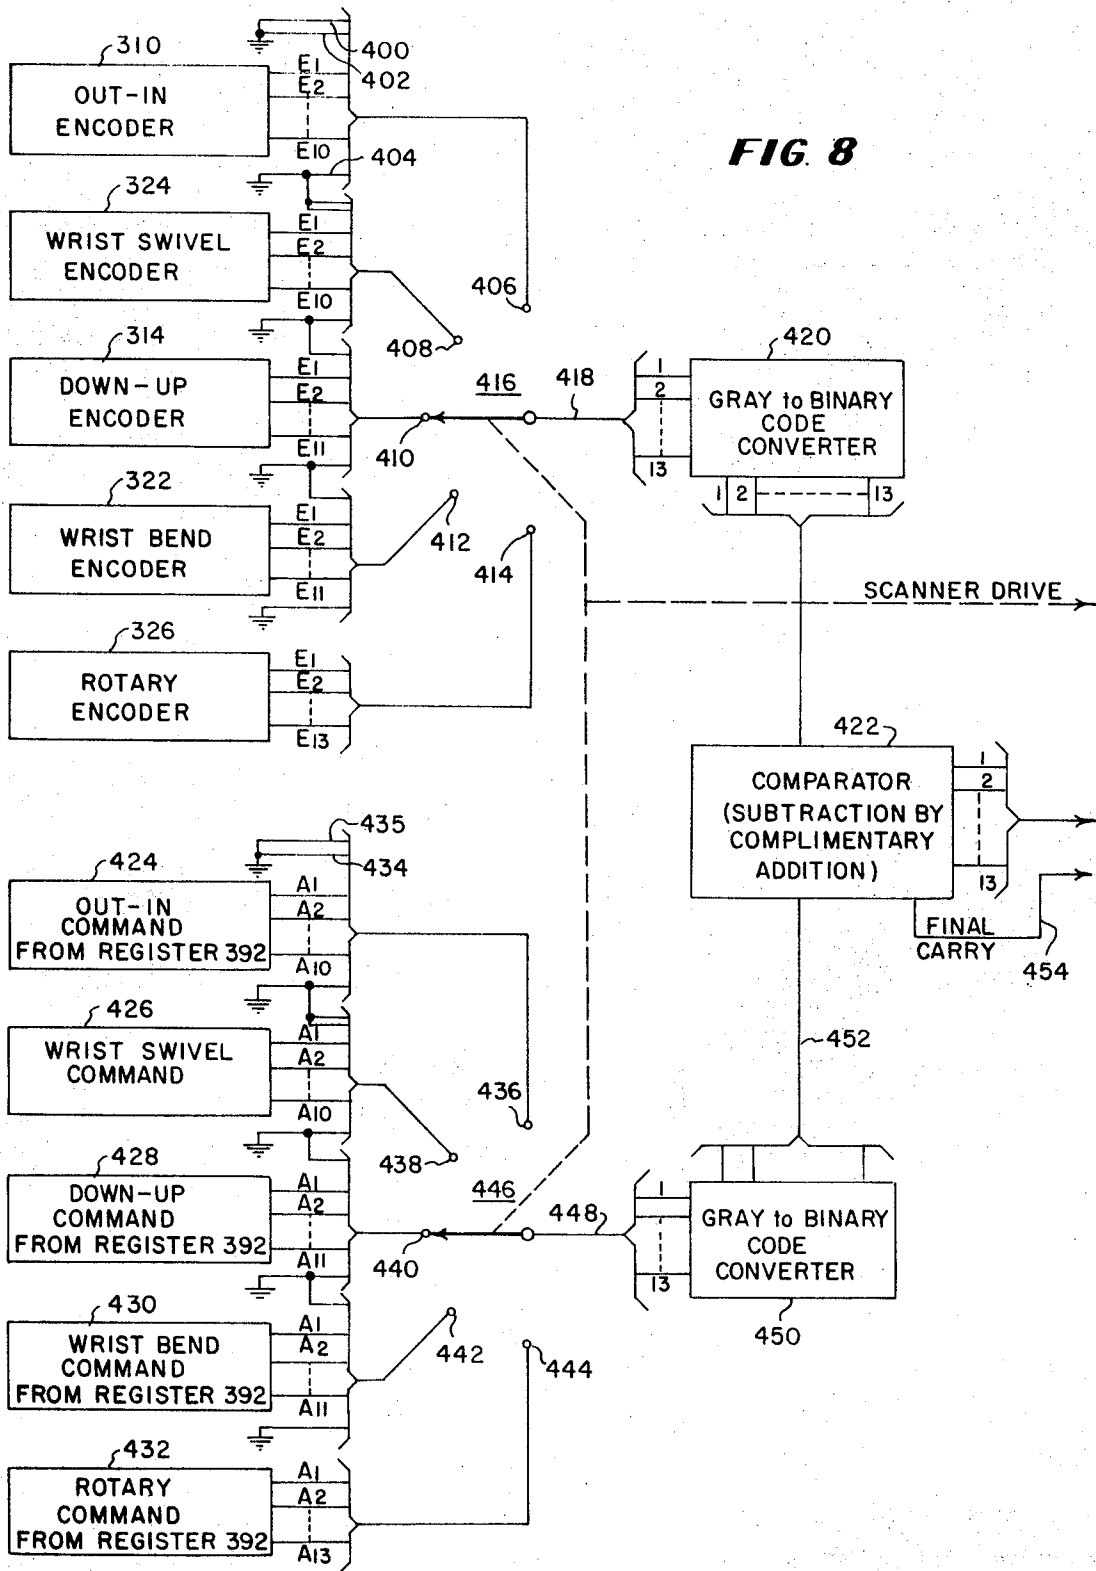 FIG. 8
310
OUT-IN
ENCODER
E1
E2
E10
400
402
404
324
WRIST SWIVEL
ENCODER
E1
E2
E10
406
408
314
DOWN-UP
ENCODER
E1
E2
E11
410
416
418
1
2
13
420
GRAY to BINARY
CODE
CONVERTER
1 2 13
322
WRIST BEND
ENCODER
E1
E2
E11
412
414
SCANNER DRIVE
326
ROTARY
ENCODER
E1
E2
E13
422
COMPARATOR
(SUBTRACTION BY
COMPLIMENTARY
ADDITION)
1
2
13
FINAL
CARRY
454
435
434
424
OUT-IN
COMMAND
FROM REGISTER 392
A1
A2
A10
426
WRIST SWIVEL
COMMAND
A1
A2
A10
436
438
452
428
DOWN-UP
COMMAND
FROM REGISTER 392
A1
A2
A11
440
446
448
1
13
GRAY to BINARY
CODE
CONVERTER
450
430
WRIST BEND
COMMAND
FROM REGISTER 392
A1
A2
A11
442
444
432
ROTARY
COMMAND
FROM REGISTER 392
A1
A2
A13